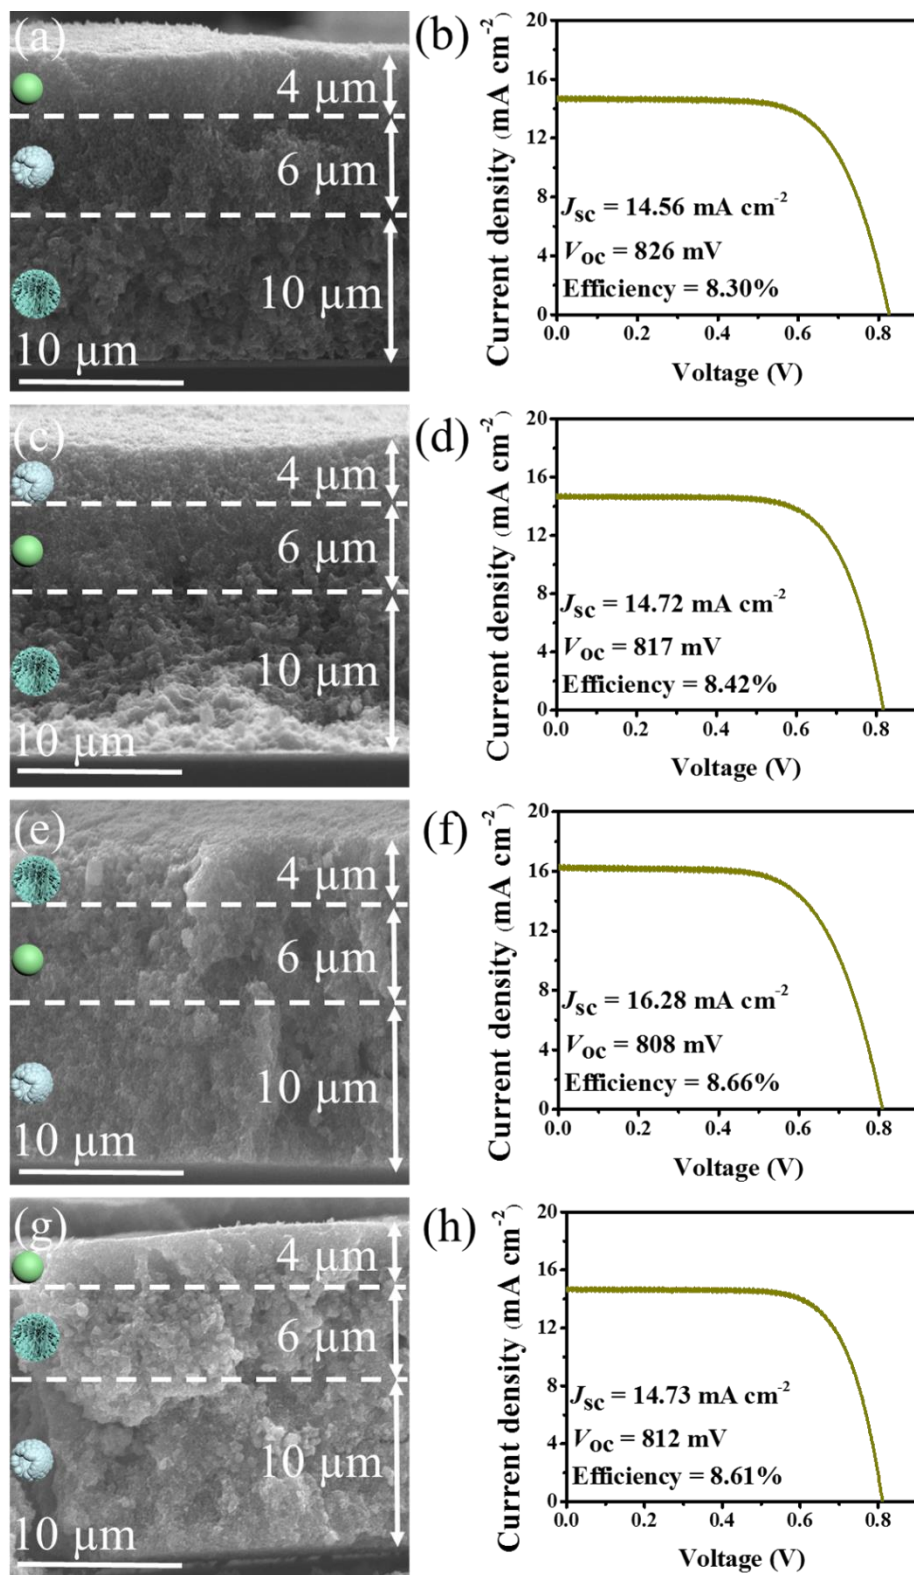 (a)
4 μm
6 μm
10 μm
10 μm
(b)
Current density (mA cm-2)
20
16
12
8
4
0
Jsc = 14.56 mA cm-2
Voc = 826 mV
Efficiency = 8.30%
0.0 0.2 0.4 0.6 0.8
Voltage (V)
(c)
4 μm
6 μm
10 μm
10 μm
(d)
Current density (mA cm-2)
20
16
12
8
4
0
Jsc = 14.72 mA cm-2
Voc = 817 mV
Efficiency = 8.42%
0.0 0.2 0.4 0.6 0.8
Voltage (V)
(e)
4 μm
6 μm
10 μm
10 μm
(f)
Current density (mA cm-2)
20
16
12
8
4
0
Jsc = 16.28 mA cm-2
Voc = 808 mV
Efficiency = 8.66%
0.0 0.2 0.4 0.6 0.8
Voltage (V)
(g)
4 μm
6 μm
10 μm
10 μm
(h)
Current density (mA cm-2)
20
16
12
8
4
0
Jsc = 14.73 mA cm-2
Voc = 812 mV
Efficiency = 8.61%
0.0 0.2 0.4 0.6 0.8
Voltage (V)